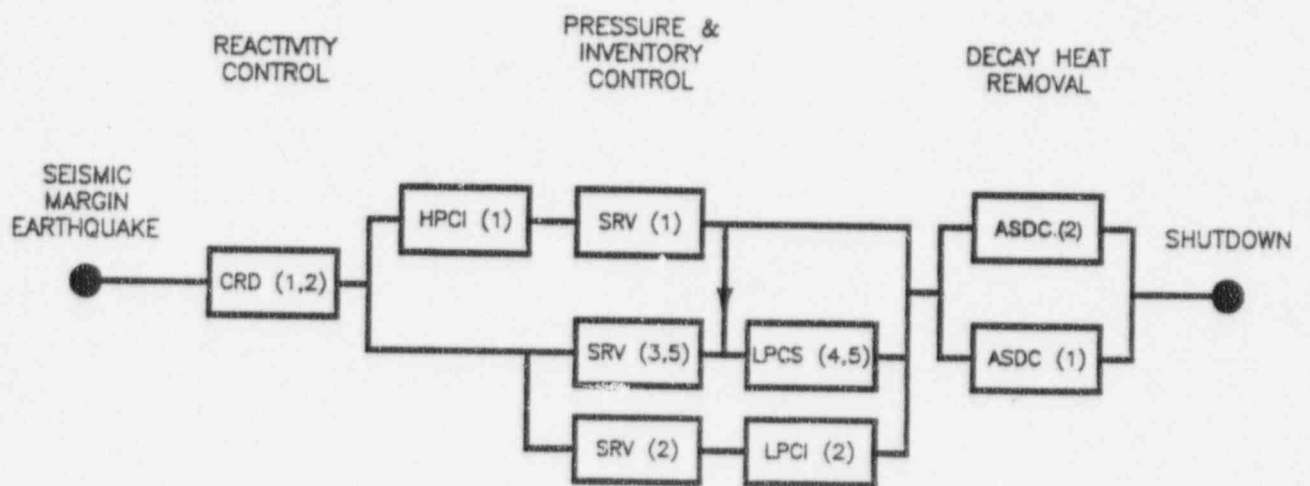 REACTIVITY
CONTROL
PRESSURE &
INVENTORY
CONTROL
DECAY HEAT
REMOVAL
SEISMIC
MARGIN
EARTHQUAKE
CRD (1,2)
HPCI (1)
SRV (1)
SRV (3,5)
LPCS (4,5)
SRV (2)
LPCI (2)
ASDC (2)
ASDC (1)
SHUTDOWN